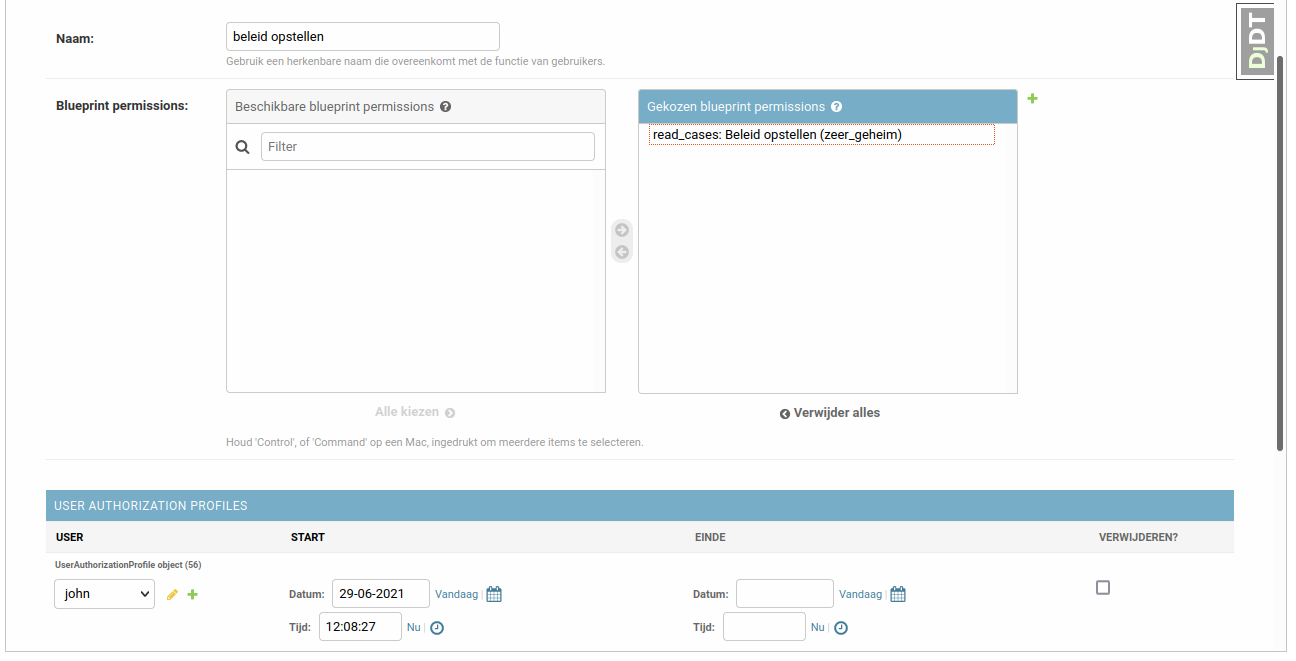 DjDT
Naam:
beleid opstellen
Gebruik een herkenbare naam die overeenkomt met de functie van gebruikers.
Blueprint permissions:
Beschikbare blueprint permissions
Filter
Gekozen blueprint permissions
read_cases: Beleid opstellen (zeer_geheim)
Alle kiezen
Verwijder alles
Houd 'Control', of 'Command' op een Mac, ingedrukt om meerdere items te selecteren.
USER AUTHORIZATION PROFILES
USER START EINDE VERWIJDEREN?
UserAuthorizationProfile object (56)
john
Datum: 29-06-2021 Vandaag |
Tijd: 12:08:27 Nu |
Datum: Vandaag |
Tijd: Nu |